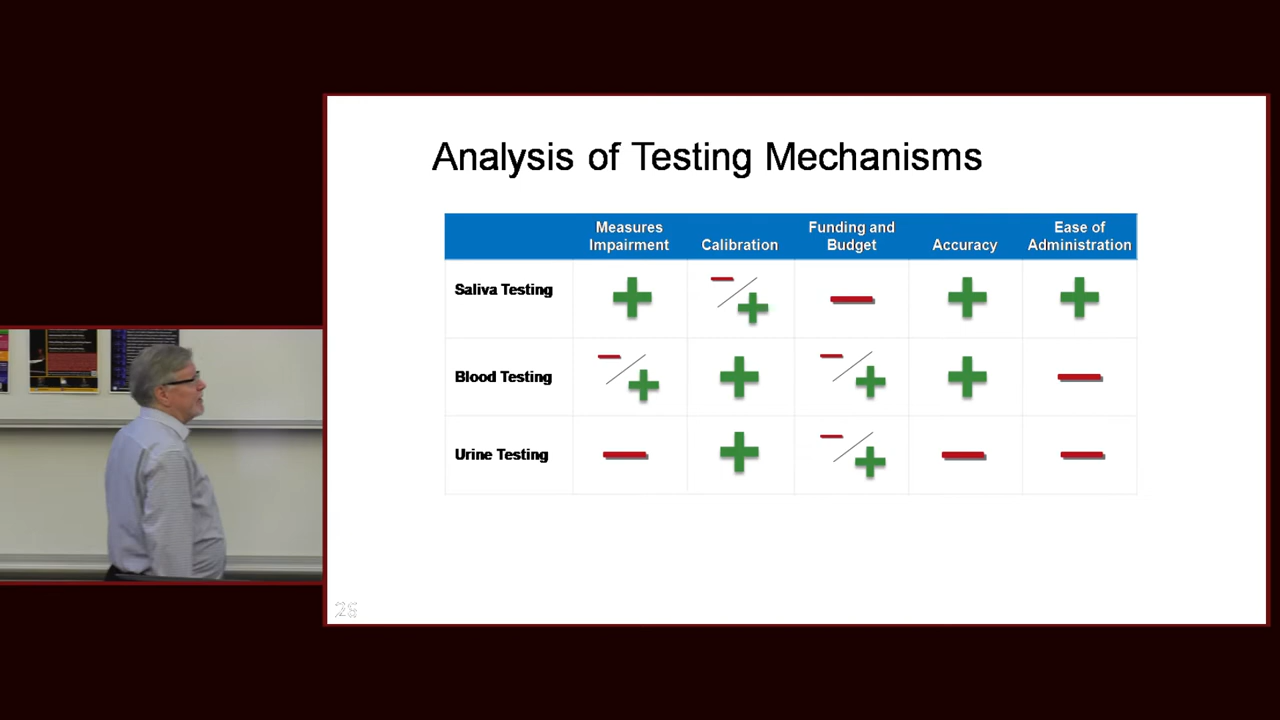 Analysis of Testing Mechanisms
Measures Impairment
Calibration
Funding and Budget
Accuracy
Ease of Administration
Saliva Testing
Blood Testing
Urine Testing